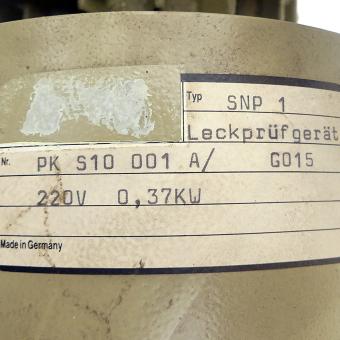 Typ SNP 1
Leckprüfgerät
Nr. PK S10 001 A/ G015
220V 0,37KW
Made in Germany